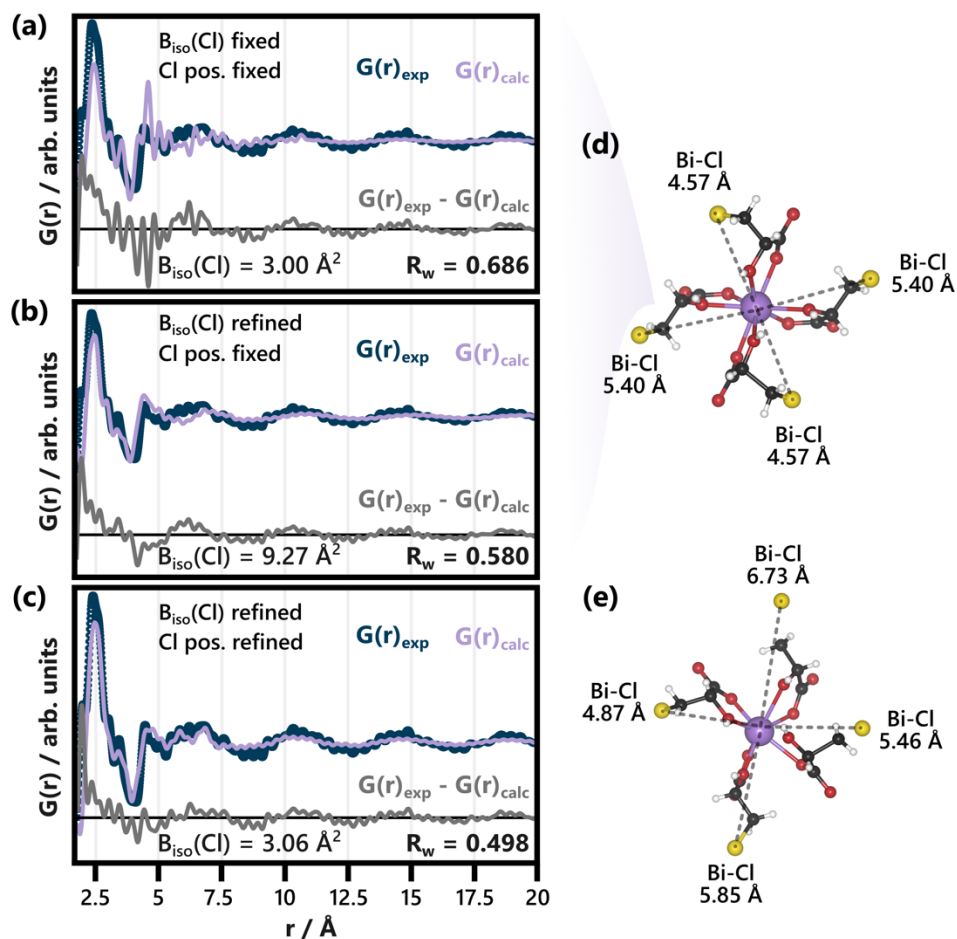 (a)
B_iso(Cl) fixed
Cl pos. fixed
G(r)_exp G(r)_calc
G(r) / arb. units
G(r)_exp - G(r)_calc
B_iso(Cl) = 3.00 Å² R_w = 0.686
(b)
B_iso(Cl) refined
Cl pos. fixed
G(r)_exp G(r)_calc
G(r) / arb. units
G(r)_exp - G(r)_calc
B_iso(Cl) = 9.27 Å² R_w = 0.580
(c)
B_iso(Cl) refined
Cl pos. refined
G(r)_exp G(r)_calc
G(r) / arb. units
G(r)_exp - G(r)_calc
B_iso(Cl) = 3.06 Å² R_w = 0.498
2.5 5 7.5 10 12.5 15 17.5 20
r / Å
(d)
Bi-Cl
4.57 Å
Bi-Cl
5.40 Å
Bi-Cl
5.40 Å
Bi-Cl
4.57 Å
(e)
Bi-Cl
6.73 Å
Bi-Cl
4.87 Å
Bi-Cl
5.46 Å
Bi-Cl
5.85 Å